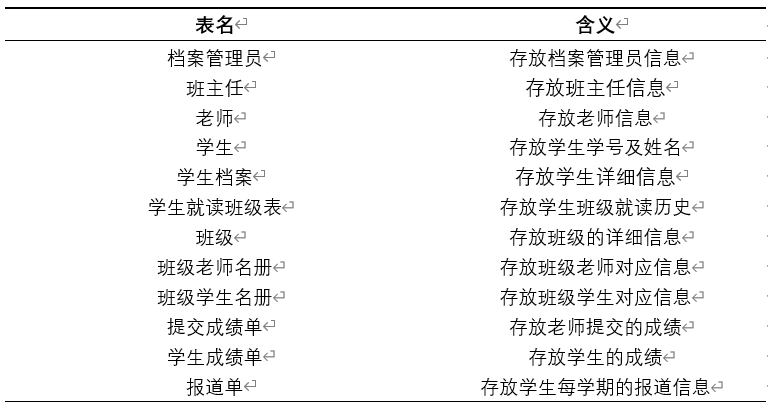 表名 含义
档案管理员 存放档案管理员信息
班主任 存放班主任信息
老师 存放老师信息
学生 存放学生学号及姓名
学生档案 存放学生详细信息
学生就读班级表 存放学生班级就读历史
班级 存放班级的详细信息
班级老师名册 存放班级老师对应信息
班级学生名册 存放班级学生对应信息
提交成绩单 存放老师提交的成绩
学生成绩单 存放学生的成绩
报道单 存放学生每学期的报道信息